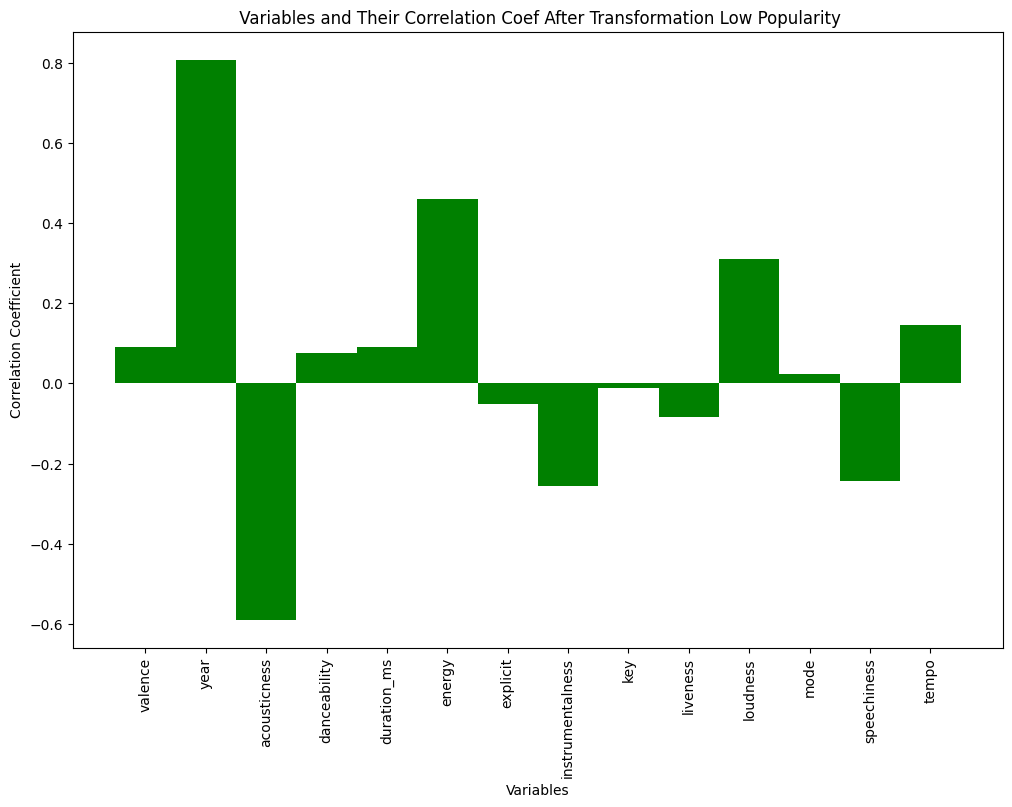 Variables and Their Correlation Coef After Transformation Low Popularity
Correlation Coefficient
0.8
0.6
0.4
0.2
0.0
−0.2
−0.4
−0.6
valence
year
acousticness
danceability
duration_ms
energy
explicit
instrumentalness
key
liveness
loudness
mode
speechiness
tempo
Variables